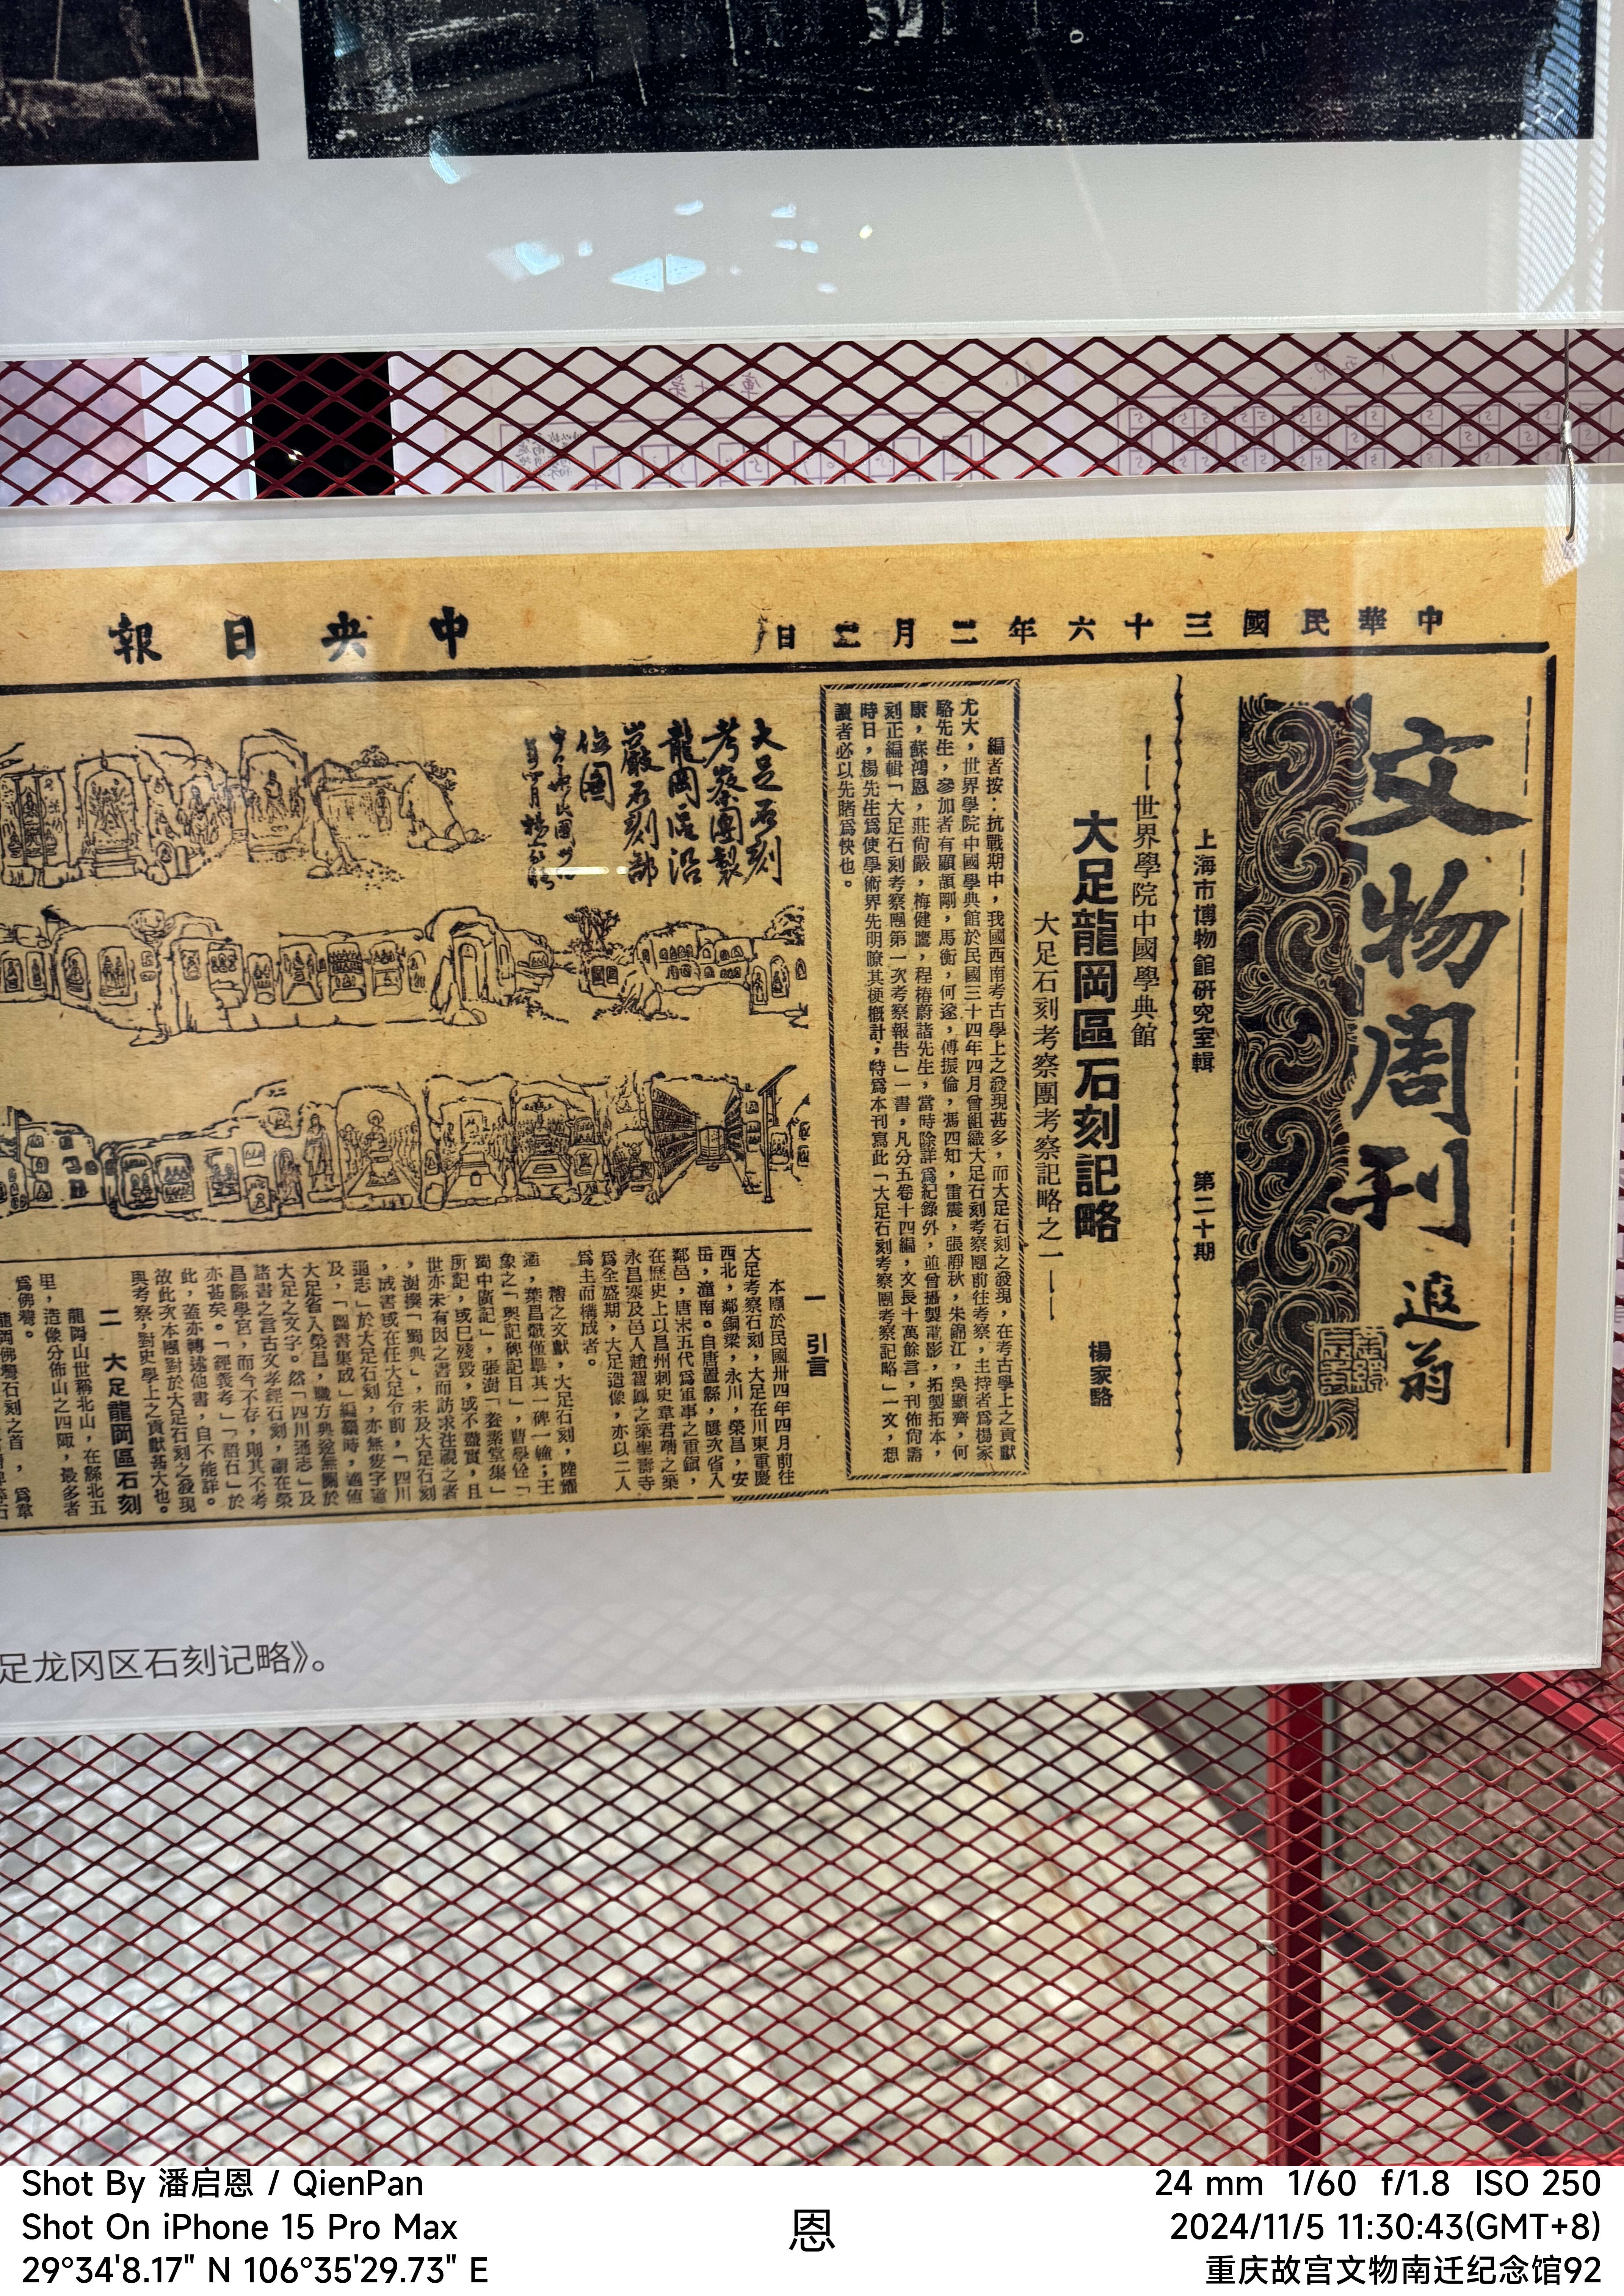 中華民國三十六年二月二日
中央日報
文物周刊
遐翁
上海市博物館研究室輯 第二十期
——世界學院中國學典館
大足龍岡區石刻記略
大足石刻考察團考察記略之一——
楊家駱
編者按：抗戰期中，我國西南考古學上之發現甚多，而大足石刻之發現，在考古學上之貢獻
尤大，世界學院中國學典館於民國三十四年四月曾組織大足石刻考察團前往考察，主持者爲楊家
駱先生，參加者有顧頡剛，馬衡，何遂，傅振倫，馮四知，雷震，張靜秋，朱錦江，吳顯齊，何
康，蘇鴻恩，莊尙嚴，梅健鷹，程椿蔚諸先生，當時除詳爲紀錄外，並曾攝製電影，拓製拓本，
刻正編輯「大足石刻考察團第一次考察報告」一書，凡分五卷十四編，文長十萬餘言，刊佈尙需
時日，楊先生爲使學術界先明瞭其梗槪計，特爲本刊寫此「大足石刻考察團考察記略」一文，想
讀者必以先睹爲快也。
大足石刻
考察團製
龍岡區沿
巖石刻部
位圖
一 引言
本團於民國卅四年四月前往
大足考察石刻，大足在川東重慶
西北，鄰銅梁，永川，榮昌，安
岳，潼南。自唐置縣，屢次省入
鄰邑，唐末五代爲軍事之重鎭，
在歷史上以昌州刺史韋君靖之築
永昌寨及邑人趙智鳳之築聖壽寺
爲全盛期，大足造像，亦以二人
爲主而構成者。
稽之文獻，大足石刻，陸耀
遹，葉昌熾僅舉其一碑一幢；王
象之「輿記碑記目」，曹學佺「
蜀中廣記」，張澍「養素堂集」
所記，或已殘毀，或不盡實，且
世亦未有因之書而訪求注視之者
，澍撰「蜀典」，未及大足石刻
，成書或在任大足令前，「四川
通志」於大足石刻，亦無隻字道
及，「圖書集成」編纂時，適值
大足省入榮昌，職方典遂無關於
大足之文字。然「四川通志」及
諸書之言古文孝經石刻，謂在榮
昌縣學宮，而今不存，則其不考
亦甚矣。「經義考」「語石」於
此，蓋亦轉述他書，自不能詳。
故此次本團對於大足石刻之發現
與考察，對史學上之貢獻甚大也。
二 大足龍岡區石刻
龍岡山世稱北山，在縣北五
里，造像分佈山之四陬，最多者
爲佛灣。
足龙冈区石刻记略》。
Shot By 潘启恩 / QienPan
Shot On iPhone 15 Pro Max
29°34'8.17" N 106°35'29.73" E
恩
24 mm 1/60 f/1.8 ISO 250
2024/11/5 11:30:43(GMT+8)
重庆故宫文物南迁纪念馆92